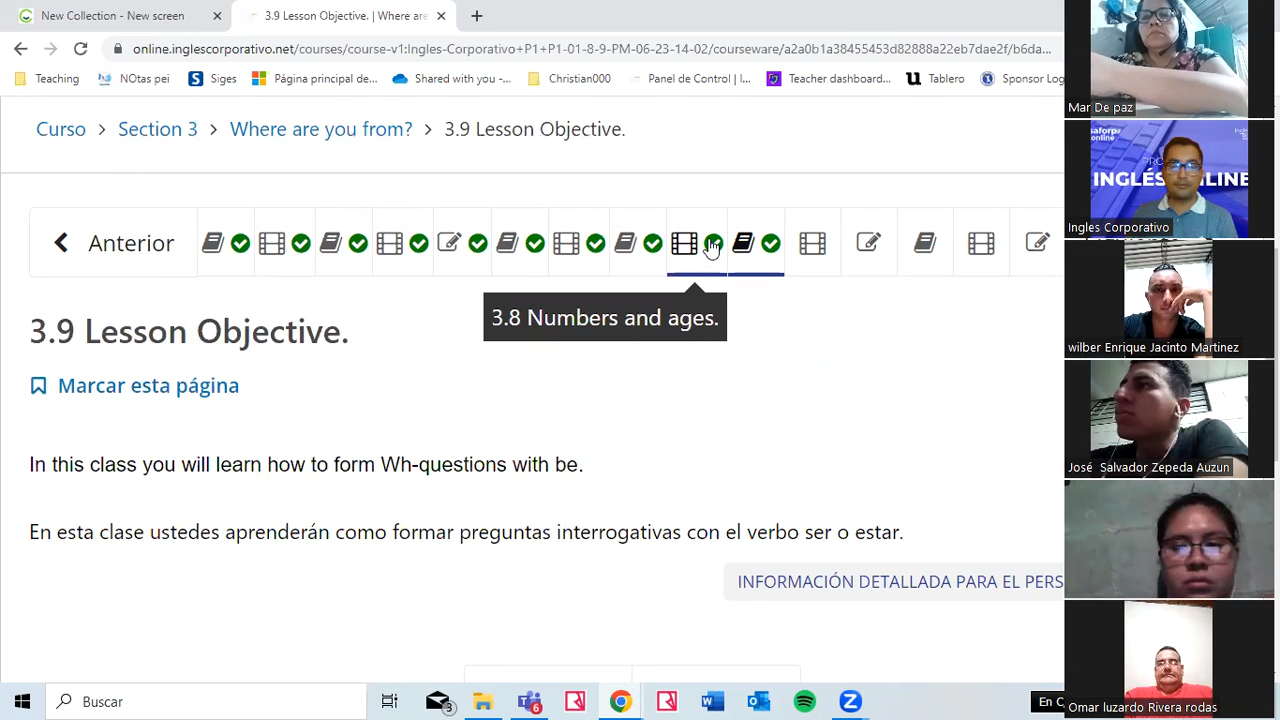 New Collection - New screen
3.9 Lesson Objective. | Where are
online.inglescorporativo.net/courses/course-v1:Ingles-Corporativo+P1+P1-01-8-9-PM-06-23-14-02/courseware/a2a0b1a38455453d82888a22eb7dae2f/b6da...
Teaching NOtas pei Siges Página principal de... Shared with you -... Christian000 Panel de Control | I... Teacher dashboard... Tablero Sponsor Log
Curso > Section 3 > Where are you from? > 3.9 Lesson Objective.
Anterior
3.8 Numbers and ages.
3.9 Lesson Objective.
Marcar esta página
In this class you will learn how to form Wh-questions with be.
En esta clase ustedes aprenderán como formar preguntas interrogativas con el verbo ser o estar.
INFORMACIÓN DETALLADA PARA EL PERS
Buscar
3
6
En
Mar De paz
online
INGLÉS ONLINE
Ingles Corporativo
wilber Enrique Jacinto Martinez
José Salvador Zepeda Auzun
Omar luzardo Rivera rodas